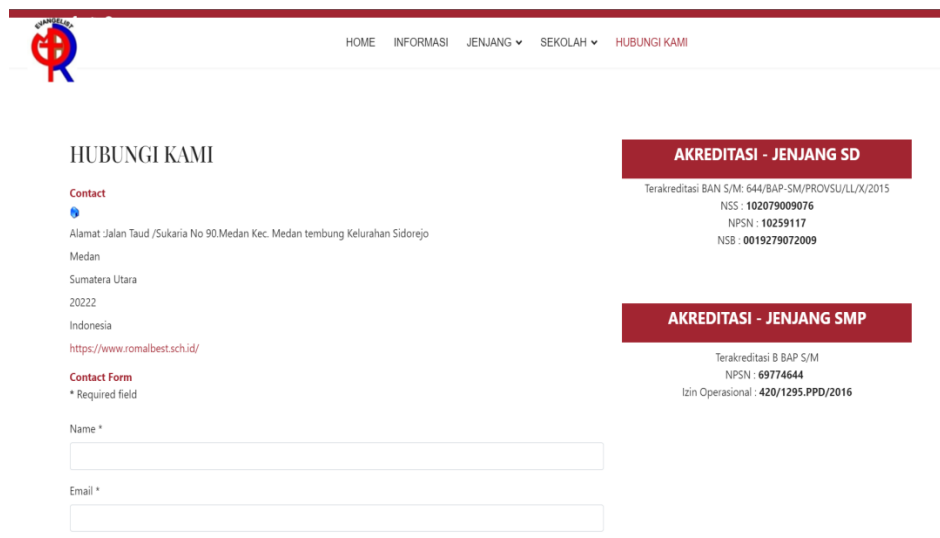 EVANGELIST
HOME INFORMASI JENJANG SEKOLAH HUBUNGI KAMI
HUBUNGI KAMI
Contact
Alamat :Jalan Taud /Sukaria No 90.Medan Kec. Medan tembung Kelurahan Sidorejo
Medan
Sumatera Utara
20222
Indonesia
https://www.romalbest.sch.id/
Contact Form
* Required field
Name *
Email *
AKREDITASI - JENJANG SD
Terakreditasi BAN S/M: 644/BAP-SM/PROVSU/LL/X/2015
NSS : 102079009076
NPSN : 10259117
NSB : 0019279072009
AKREDITASI - JENJANG SMP
Terakreditasi B BAP S/M
NPSN : 69774644
Izin Operasional : 420/1295.PPD/2016